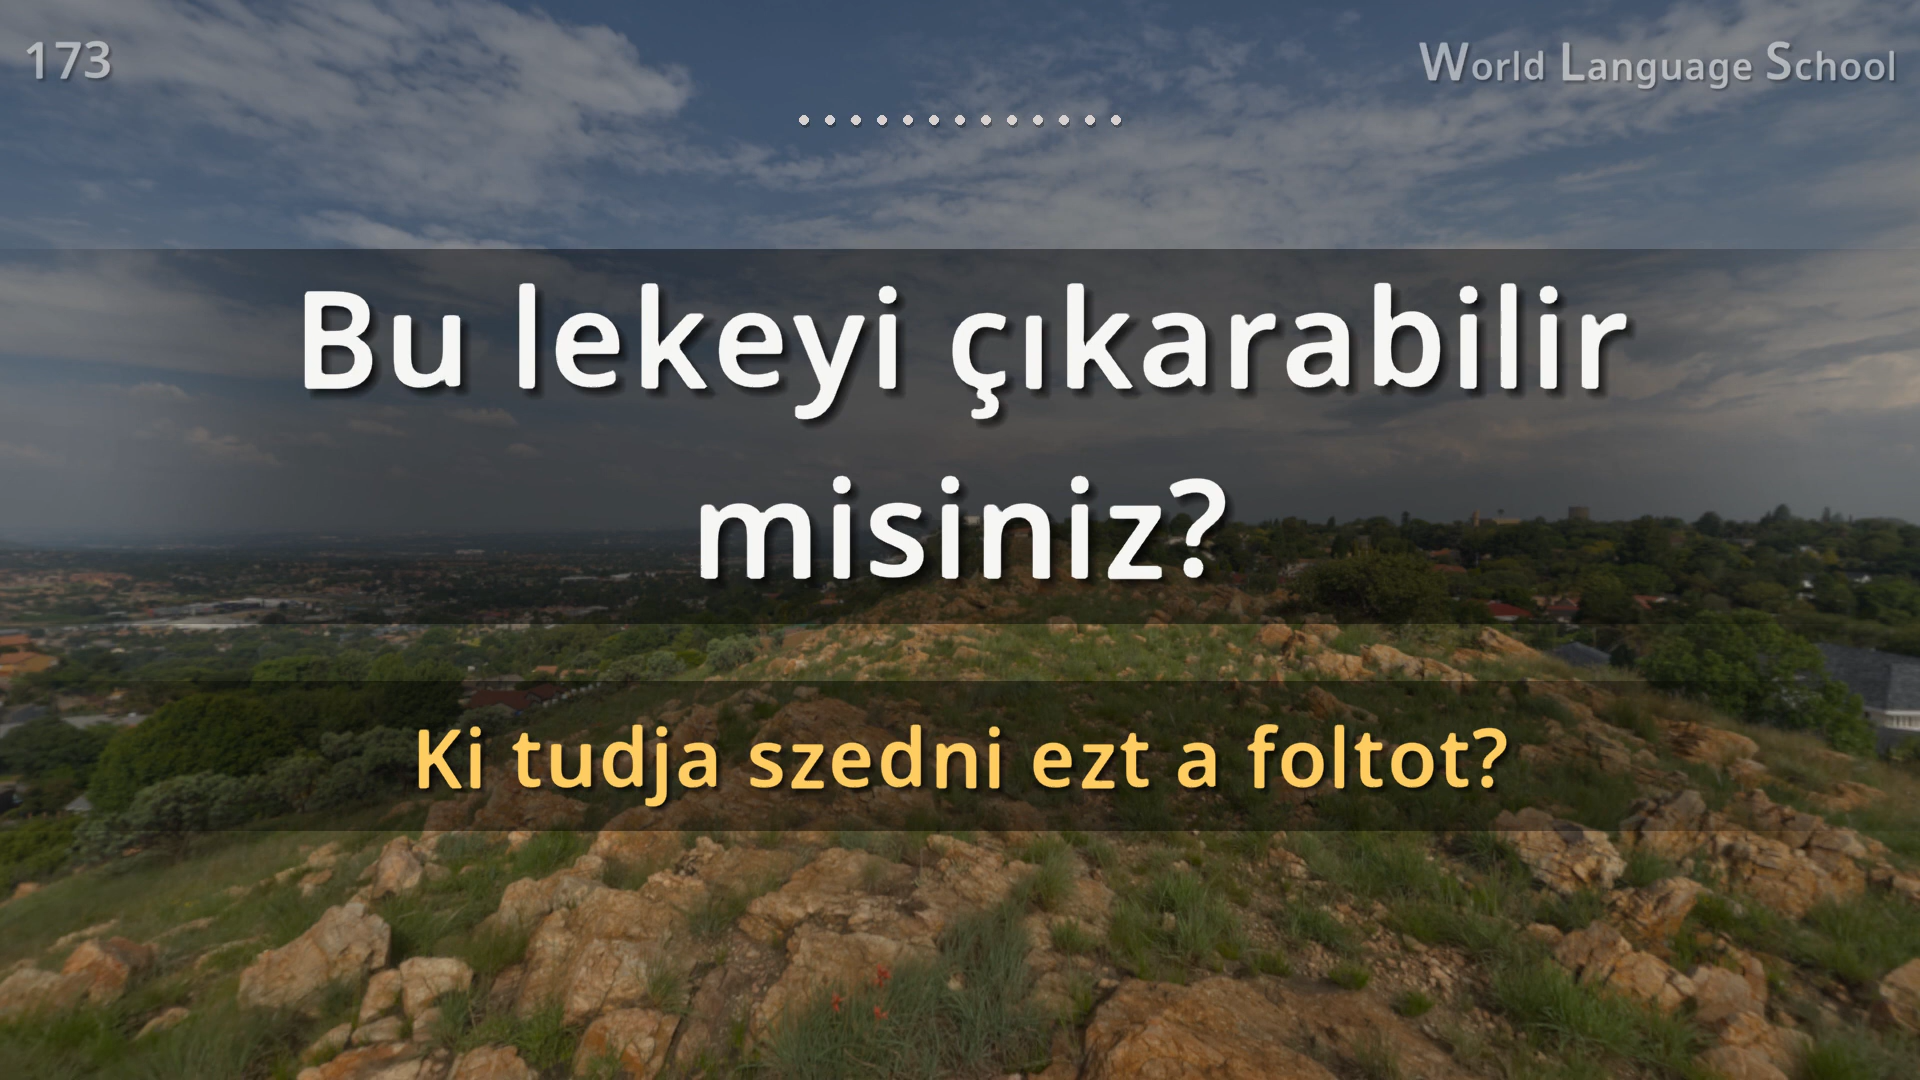 173
World Language School
Bu lekeyi çıkarabilir
misiniz?
Ki tudja szedni ezt a foltot?